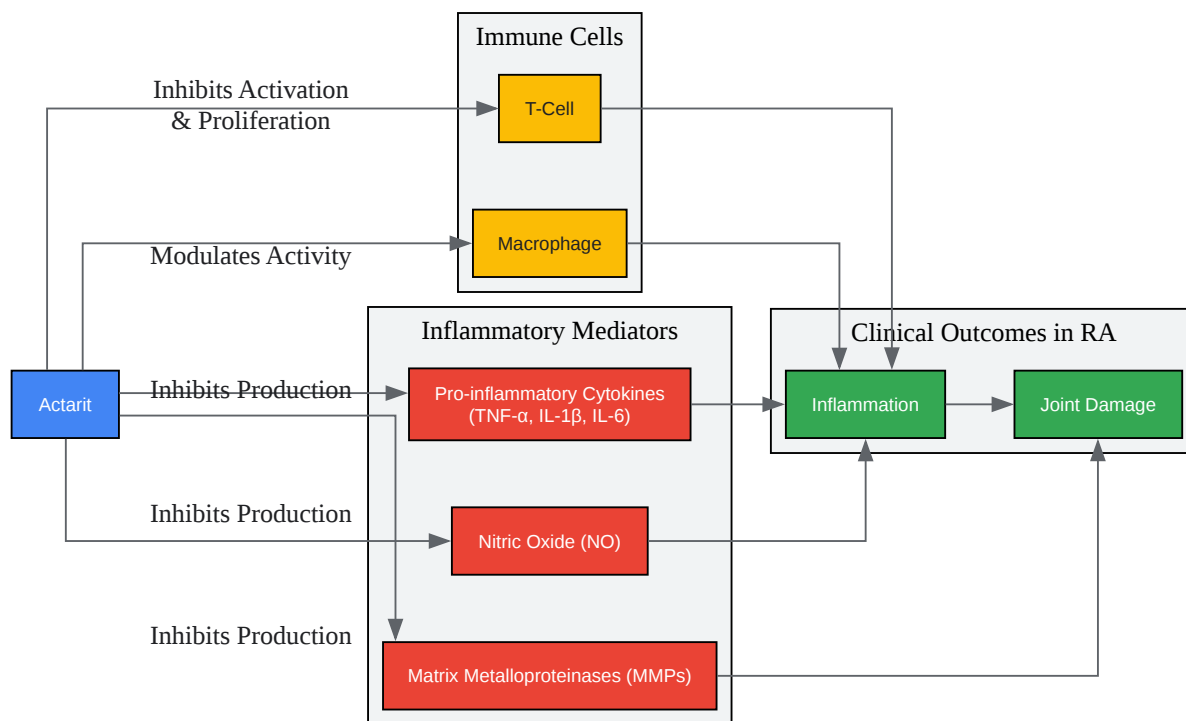 Immune Cells
Inhibits Activation
& Proliferation
T-Cell
Modulates Activity
Macrophage
Inflammatory Mediators
Clinical Outcomes in RA
Actarit
Inhibits Production
Pro-inflammatory Cytokines
(TNF-α, IL-1β, IL-6)
Inflammation
Joint Damage
Inhibits Production
Nitric Oxide (NO)
Inhibits Production
Matrix Metalloproteinases (MMPs)